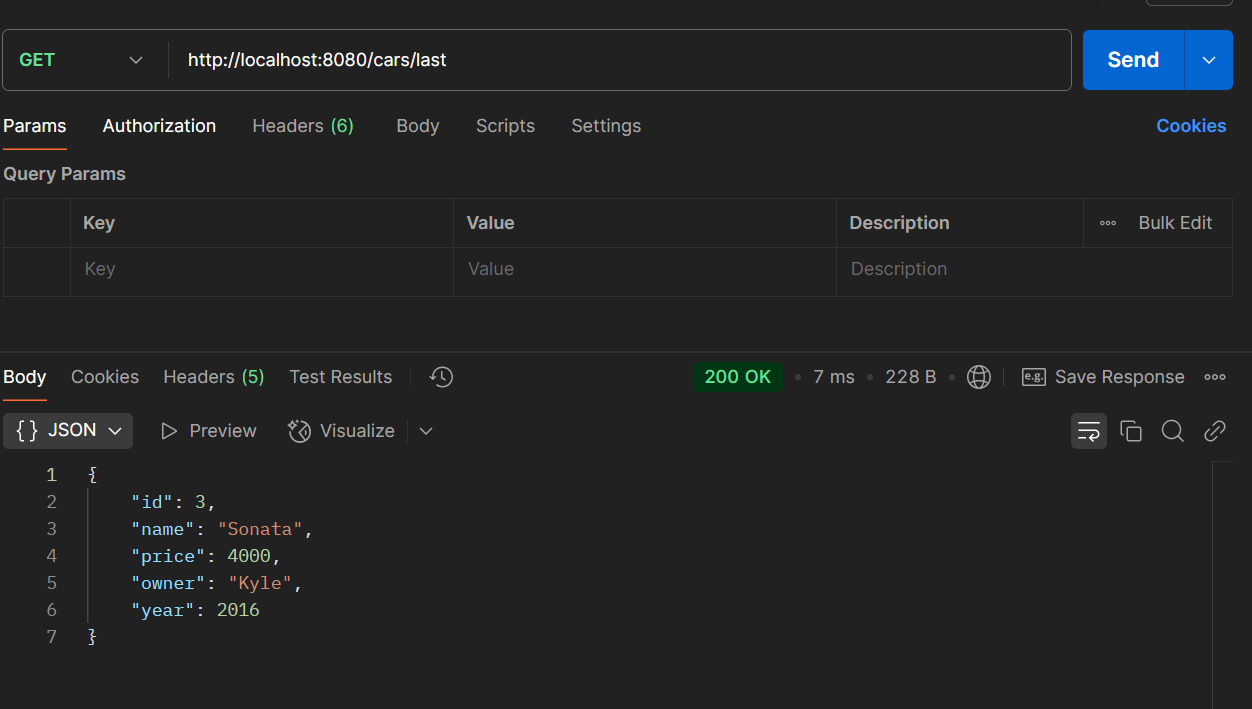 GET http://localhost:8080/cars/last Send
Params Authorization Headers (6) Body Scripts Settings Cookies
Query Params
Key Value Description Bulk Edit
Key Value Description
Body Cookies Headers (5) Test Results 200 OK • 7 ms • 228 B • e.g. Save Response
{} JSON Preview Visualize
1 {
2 "id": 3,
3 "name": "Sonata",
4 "price": 4000,
5 "owner": "Kyle",
6 "year": 2016
7 }